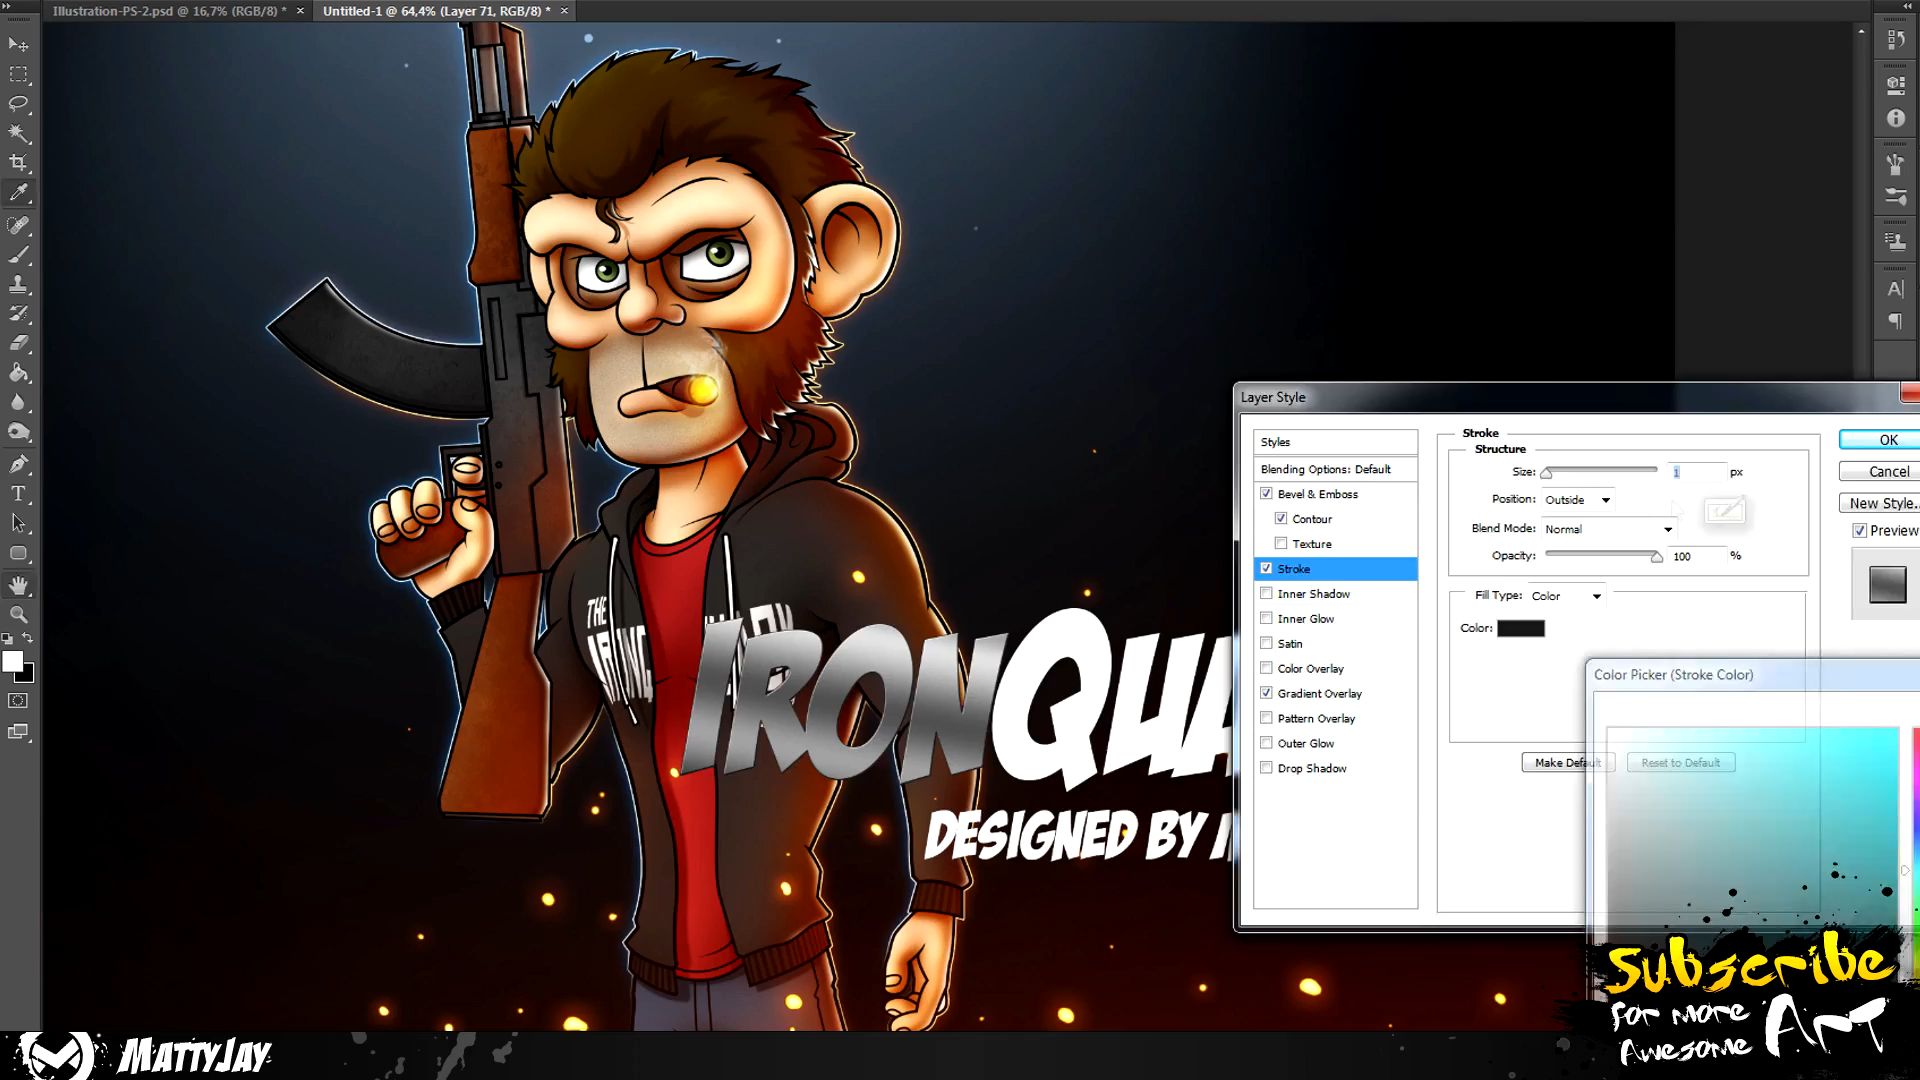 Illustration-PS-2.psd @ 16,7% (RGB/8) * ×
Untitled-1 @ 64,4% (Layer 71, RGB/8) * ×
THE
IRON
IRONQUA
DESIGNED BY
Layer Style
Styles
Blending Options: Default
Bevel & Emboss
Contour
Texture
Stroke
Inner Shadow
Inner Glow
Satin
Color Overlay
Gradient Overlay
Pattern Overlay
Outer Glow
Drop Shadow
Stroke
Structure
Size: 1 px
Position: Outside
Blend Mode: Normal
Opacity: 100 %
Fill Type: Color
Color:
Make Default
Reset to Default
OK
Cancel
New Style..
Preview
Color Picker (Stroke Color)
Subscribe
for more
Awesome
Art
MattyJay